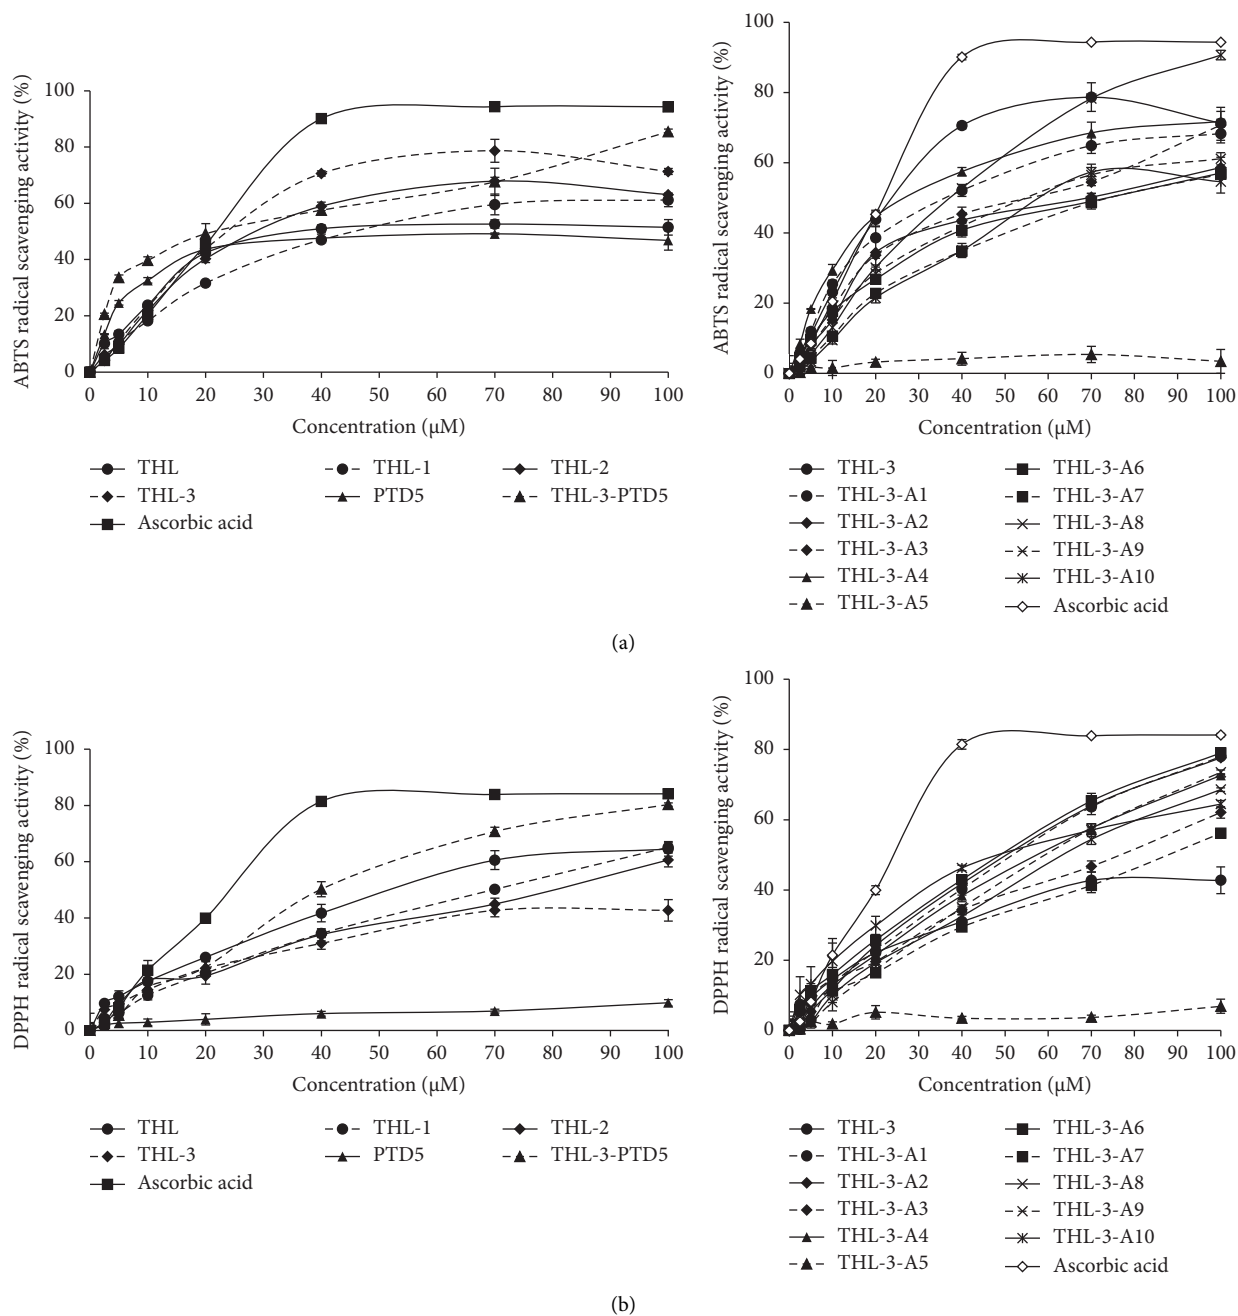 ABTS radical scavenging activity (%)
100
80
60
40
20
0
0 10 20 30 40 50 60 70 80 90 100
Concentration (μM)
THL THL-1 THL-2
THL-3 PTD5 THL-3-PTD5
Ascorbic acid
ABTS radical scavenging activity (%)
100
80
60
40
20
0
0 10 20 30 40 50 60 70 80 90 100
Concentration (μM)
THL-3 THL-3-A6
THL-3-A1 THL-3-A7
THL-3-A2 THL-3-A8
THL-3-A3 THL-3-A9
THL-3-A4 THL-3-A10
THL-3-A5 Ascorbic acid
(a)
DPPH radical scavenging activity (%)
100
80
60
40
20
0
0 10 20 30 40 50 60 70 80 90 100
Concentration (μM)
THL THL-1 THL-2
THL-3 PTD5 THL-3-PTD5
Ascorbic acid
DPPH radical scavenging activity (%)
100
80
60
40
20
0
0 10 20 30 40 50 60 70 80 90 100
Concentration (μM)
THL-3 THL-3-A6
THL-3-A1 THL-3-A7
THL-3-A2 THL-3-A8
THL-3-A3 THL-3-A9
THL-3-A4 THL-3-A10
THL-3-A5 Ascorbic acid
(b)